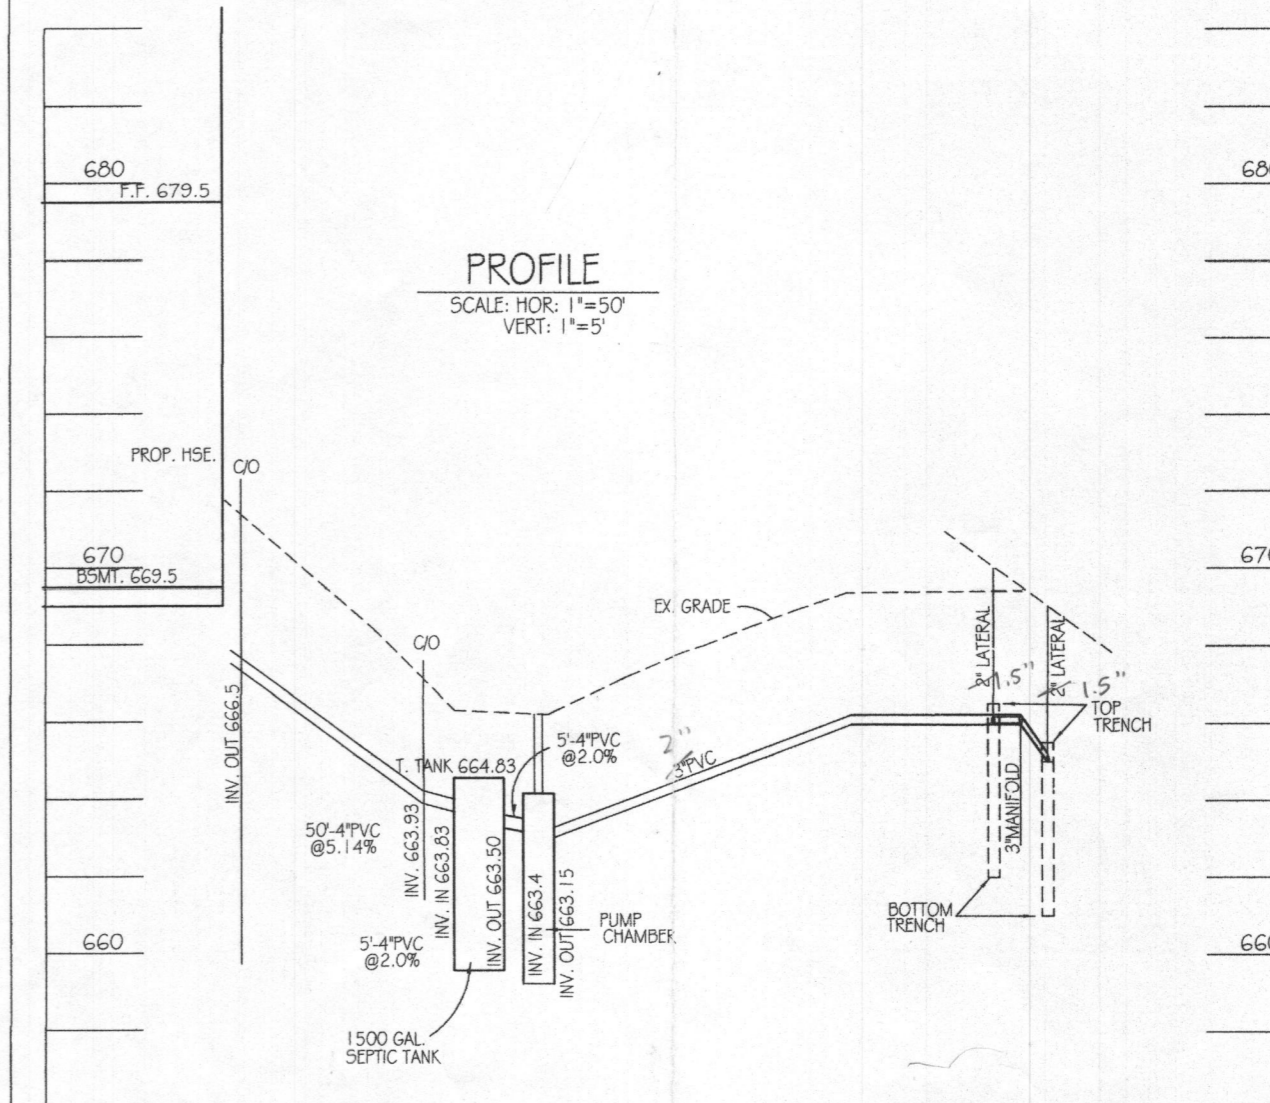 680
F.F. 679.5
680
PROFILE
SCALE: HOR: 1"=50'
VERT: 1"=5'
PROP. HSE.
C/O
670
BSMT. 669.5
670
EX. GRADE
C/O
2" LATERAL
1.5"
2" LATERAL
1.5"
TOP
TRENCH
INV. OUT 666.5
5'-4"PVC
@2.0%
T. TANK 664.83
2"
3"PVC
50'-4"PVC
@5.14%
INV. 663.93
INV. IN 663.83
INV. OUT 663.50
INV. IN 663.4
INV. OUT 663.15
3"MANIFOLD
PUMP
CHAMBER
BOTTOM
TRENCH
660
5'-4"PVC
@2.0%
660
1500 GAL.
SEPTIC TANK